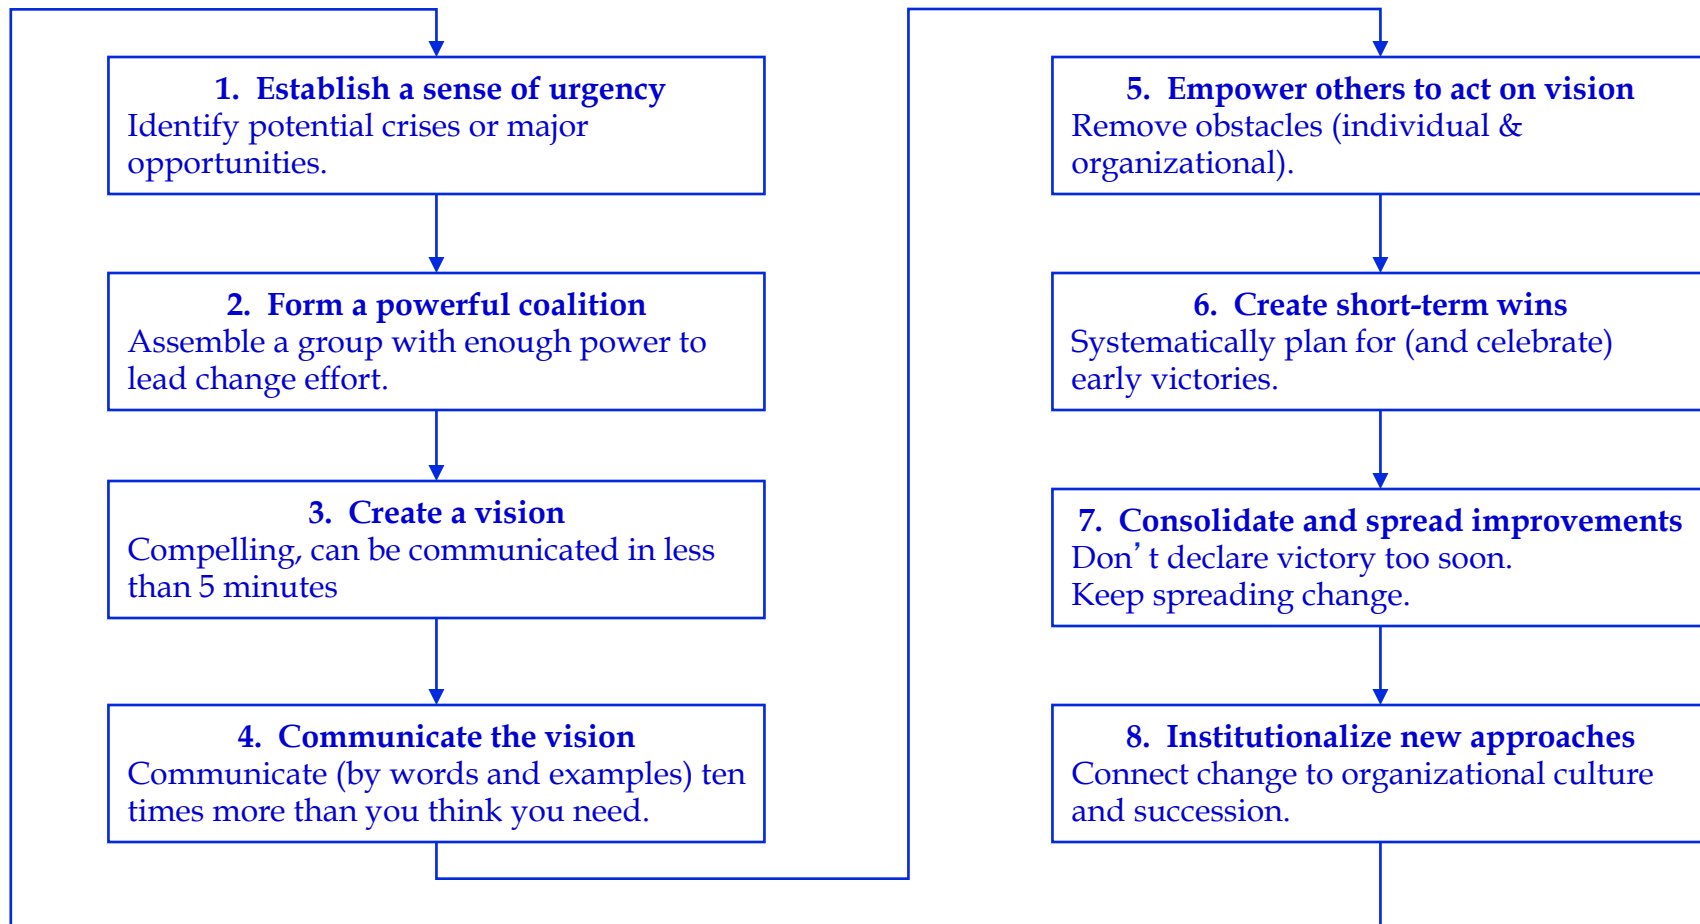 1. Establish a sense of urgency
Identify potential crises or major
opportunities.
2. Form a powerful coalition
Assemble a group with enough power to
lead change effort.
3. Create a vision
Compelling, can be communicated in less
than 5 minutes
4. Communicate the vision
Communicate (by words and examples) ten
times more than you think you need.
5. Empower others to act on vision
Remove obstacles (individual &
organizational).
6. Create short-term wins
Systematically plan for (and celebrate)
early victories.
7. Consolidate and spread improvements
Don’t declare victory too soon.
Keep spreading change.
8. Institutionalize new approaches
Connect change to organizational culture
and succession.